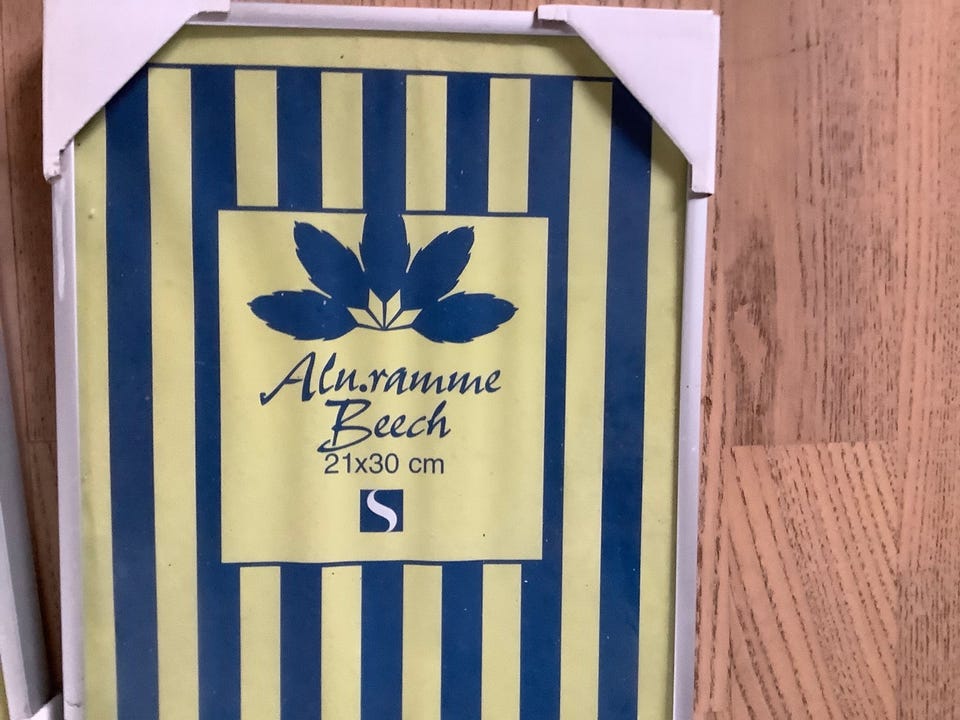 Alu.ramme
Beech
21x30 cm
S